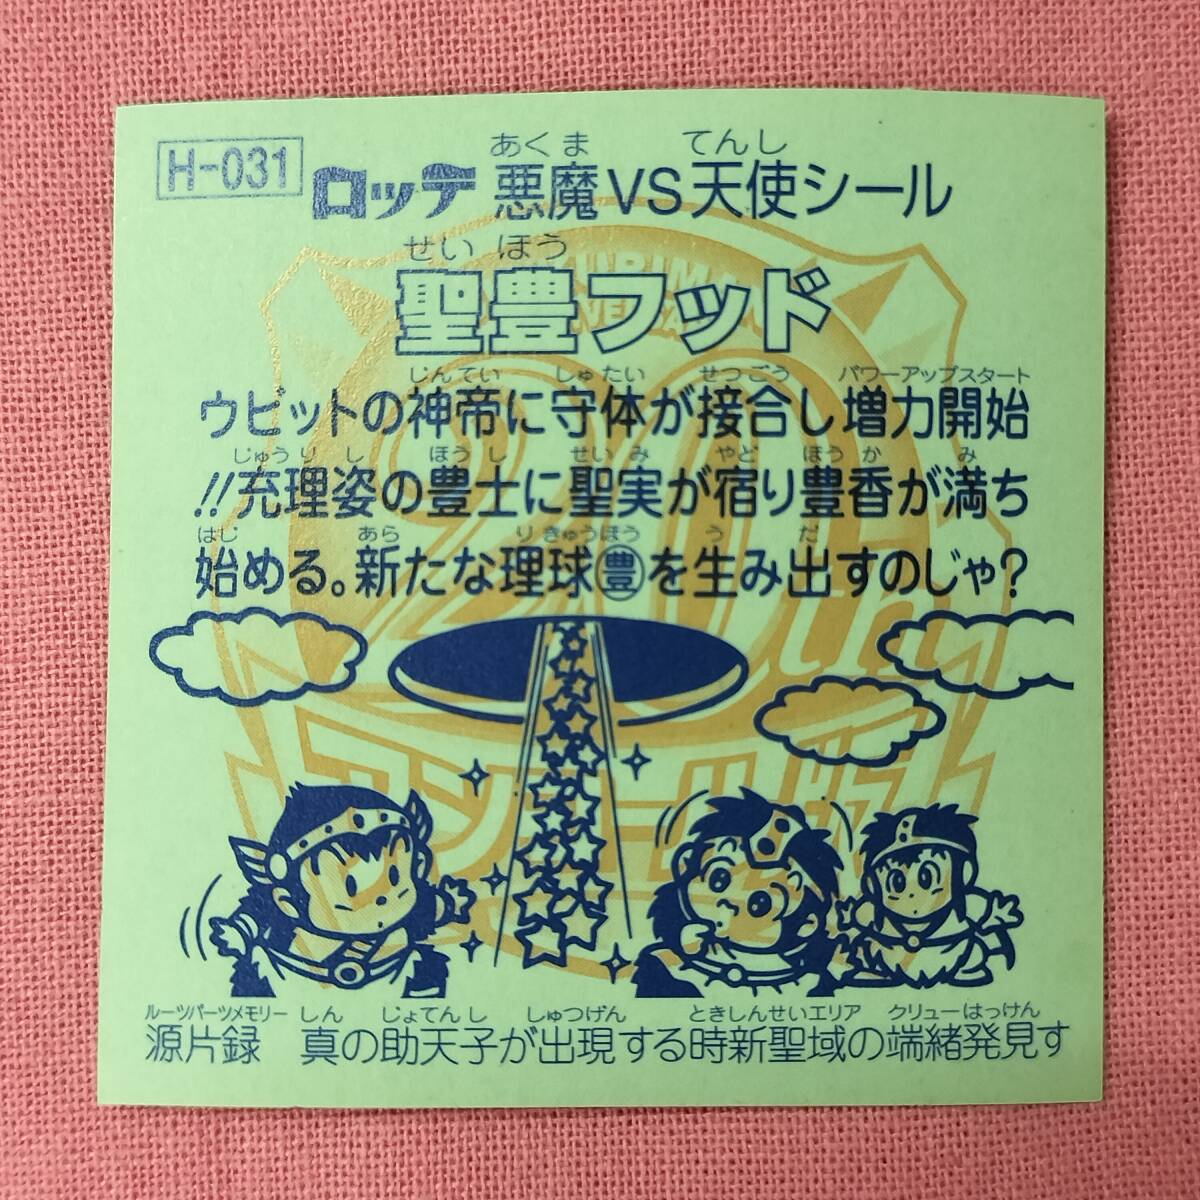 H-031
あくま てんし
ロッテ 悪魔VS天使シール
せいほう
聖豊フッド
じんてい しゅたい せつごう パワーアップスタート
ウピットの神帝に守体が接合し増力開始
じゅうりし ほうし せいみ やど ほうか み
!!充理姿の豊士に聖実が宿り豊香が満ち
はじ あら りきゅうほう う だ
始める。新たな理球豊を生み出すのじゃ?
20th
アンコール版
ルーツパーツメモリー しん じょてんし しゅつげん ときしんせいエリア クリューはっけん
源片録 真の助天子が出現する時新聖域の端緒発見す